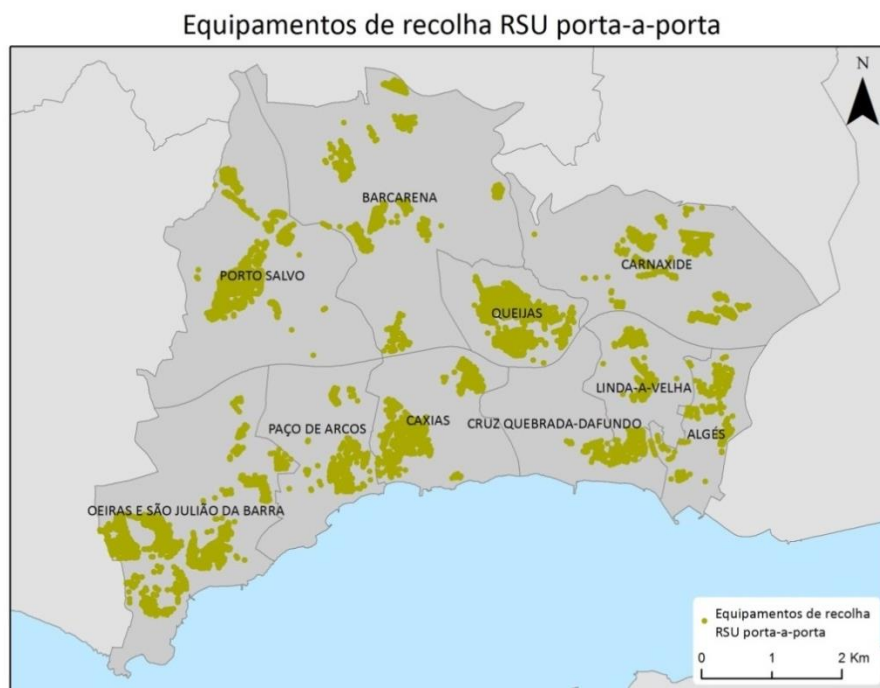 Equipamentos de recolha RSU porta-a-porta
N
BARCARENA
CARNAXIDE
PORTO SALVO
QUEIJAS
LINDA-A-VELHA
CAXIAS
CRUZ QUEBRADA-DAFUNDO
PAÇO DE ARCOS
ALGÉS
OEIRAS E SÃO JULIÃO DA BARRA
Equipamentos de recolha
RSU porta-a-porta
0 1 2 Km